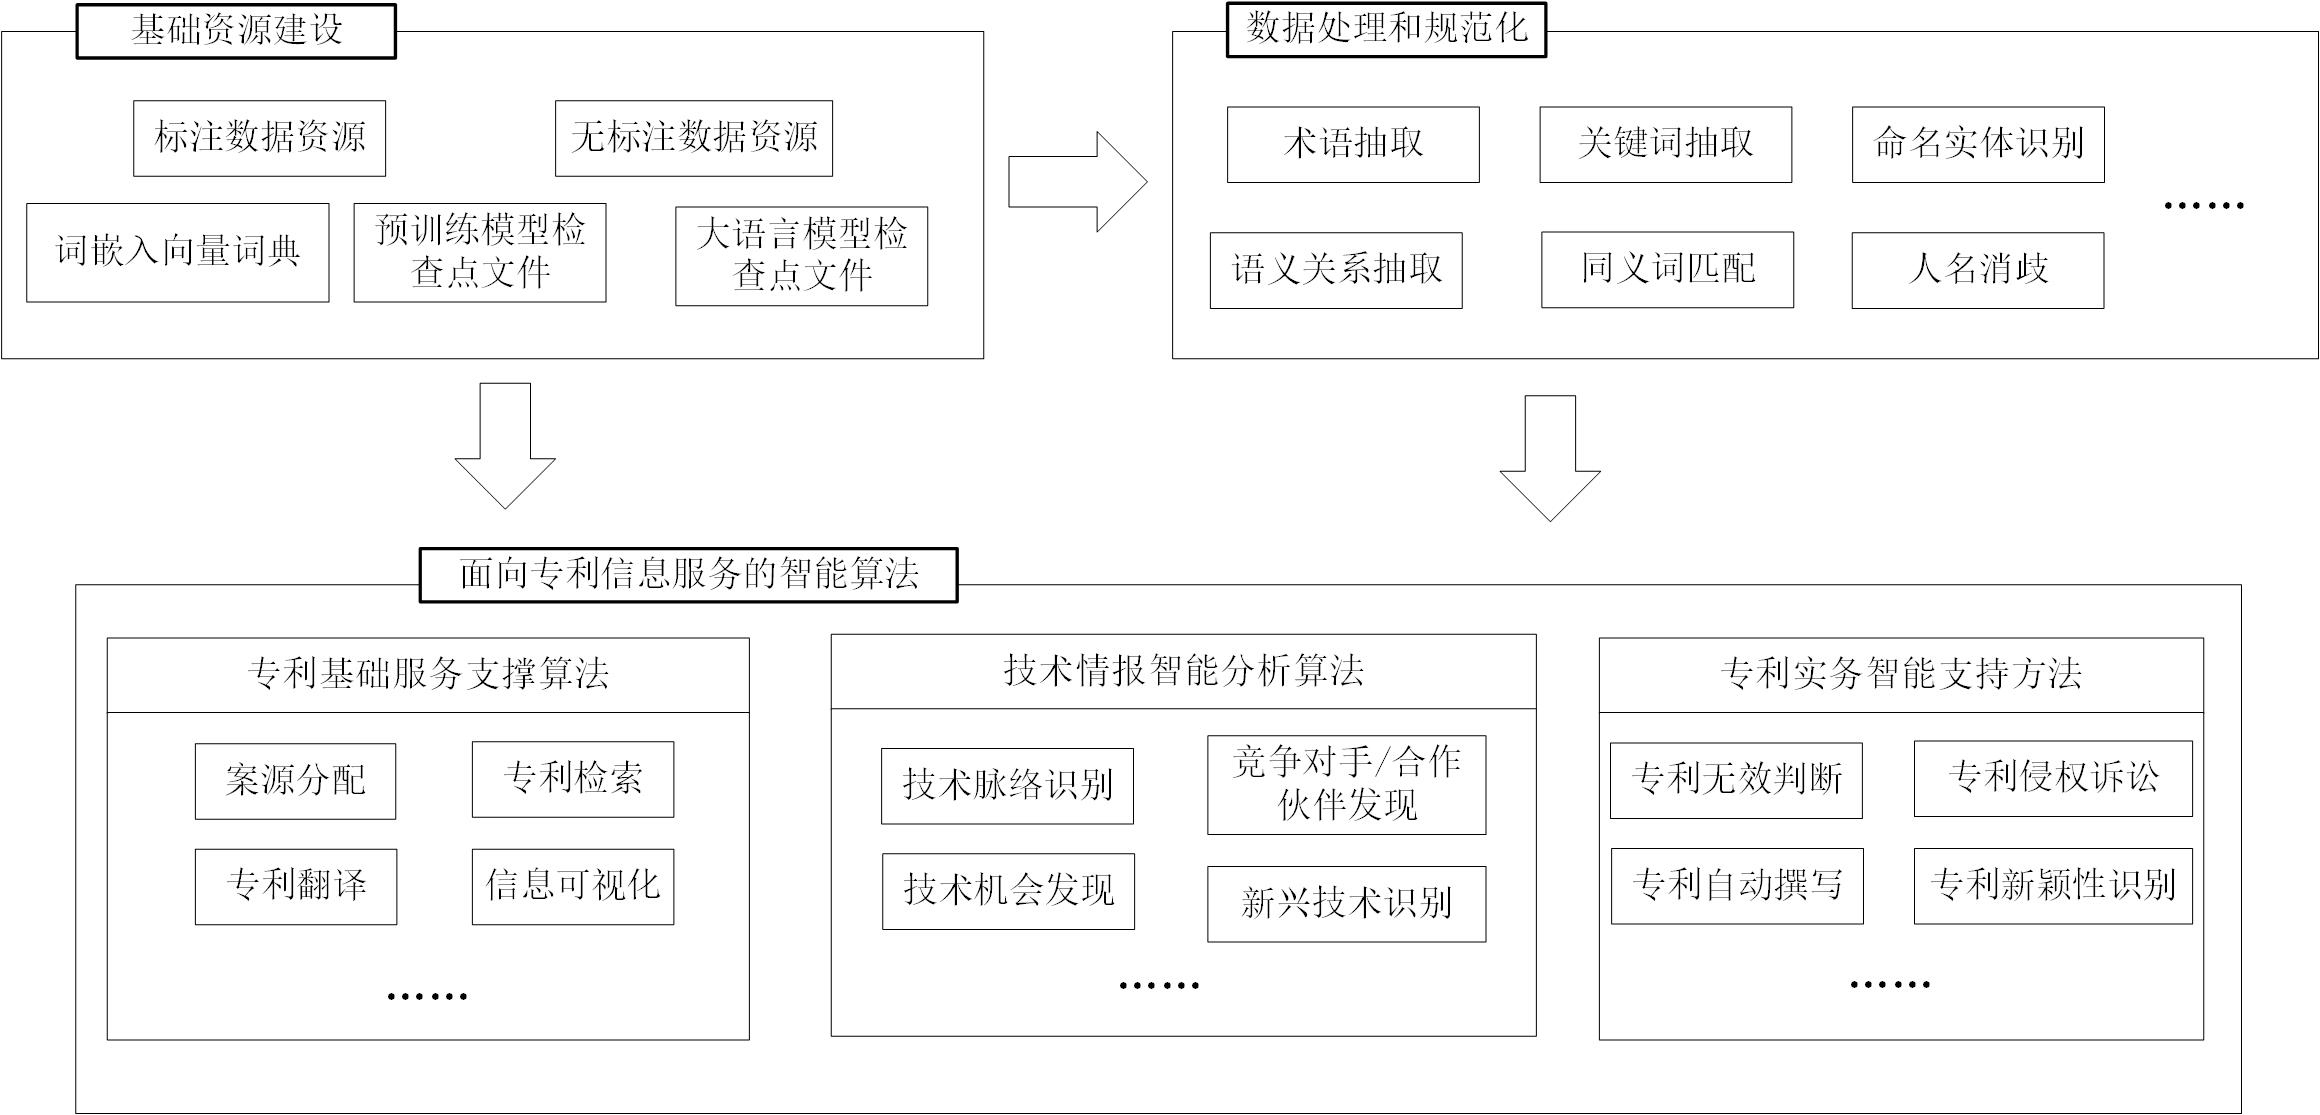 基础资源建设
标注数据资源
无标注数据资源
词嵌入向量词典
预训练模型检
查点文件
大语言模型检
查点文件
数据处理和规范化
术语抽取
关键词抽取
命名实体识别
语义关系抽取
同义词匹配
人名消歧
……
面向专利信息服务的智能算法
专利基础服务支撑算法
案源分配
专利检索
专利翻译
信息可视化
……
技术情报智能分析算法
技术脉络识别
竞争对手/合作
伙伴发现
技术机会发现
新兴技术识别
……
专利实务智能支持方法
专利无效判断
专利侵权诉讼
专利自动撰写
专利新颖性识别
……